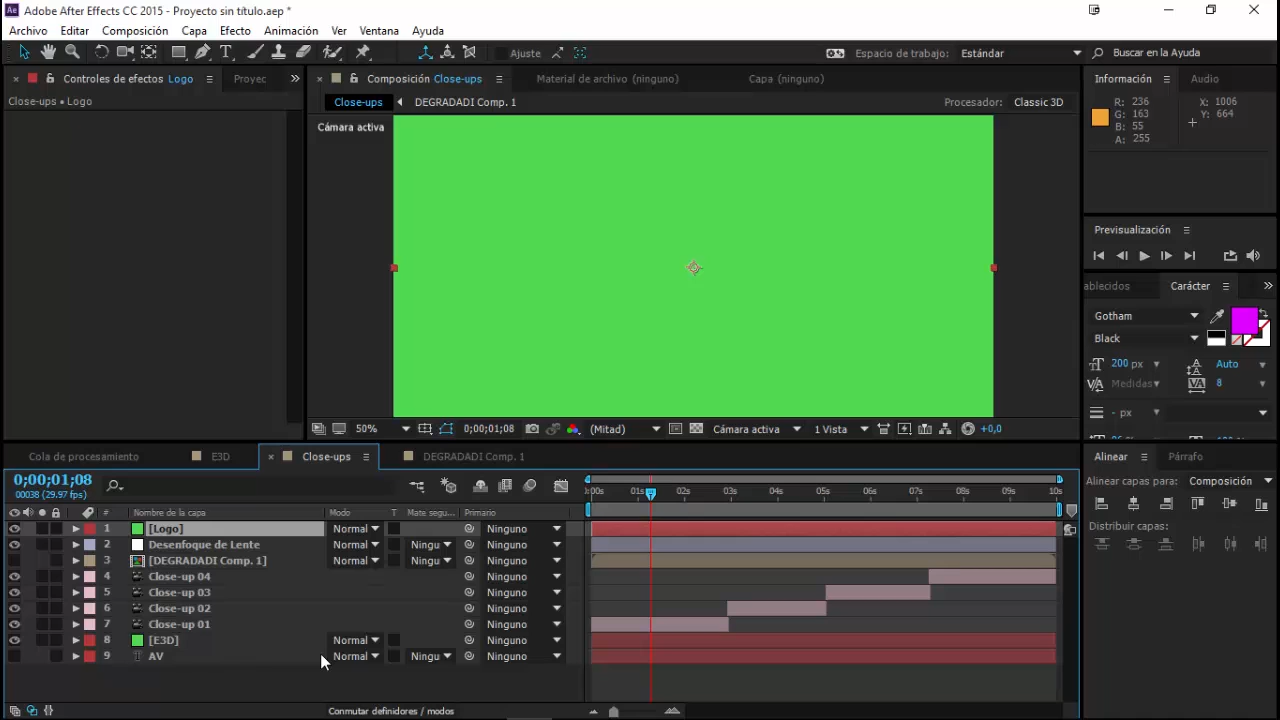 Adobe After Effects CC 2015 - Proyecto sin título.aep *
Archivo Editar Composición Capa Efecto Animación Ver Ventana Ayuda
Ajuste Espacio de trabajo: Estándar Buscar en la Ayuda
Controles de efectos Logo Proyec Composición Close-ups Material de archivo (ninguno) Capa (ninguno) Información Audio
Close-ups • Logo Close-ups DEGRADADI Comp. 1 Procesador: Classic 3D
R: 236 X: 1006
G: 163 Y: 664
B: 55
A: 255
Cámara activa
Previsualización
ablecidos Carácter
Gotham
Black
200 px Auto
Medidas 8
- px
50% 0;00;01;08 (Mitad) Cámara activa 1 Vista +0,0
Cola de procesamiento E3D Close-ups DEGRADADI Comp. 1 Alinear Párrafo
0;00;01;08
00038 (29.97 fps)
Alinear capas para: Composición
:00s 01s 02s 03s 04s 05s 06s 07s 08s 09s 10s
# Nombre de la capa Modo T Mate segu... Primario
1 [Logo] Normal Ninguno
Distribuir capas:
2 Desenfoque de Lente Normal Ningu Ninguno
3 [DEGRADADI Comp. 1] Normal Ningu Ninguno
4 Close-up 04 Ninguno
5 Close-up 03 Ninguno
6 Close-up 02 Ninguno
7 Close-up 01 Ninguno
8 [E3D] Normal Ninguno
9 T AV Normal Ningu Ninguno
Conmutar definidores / modos